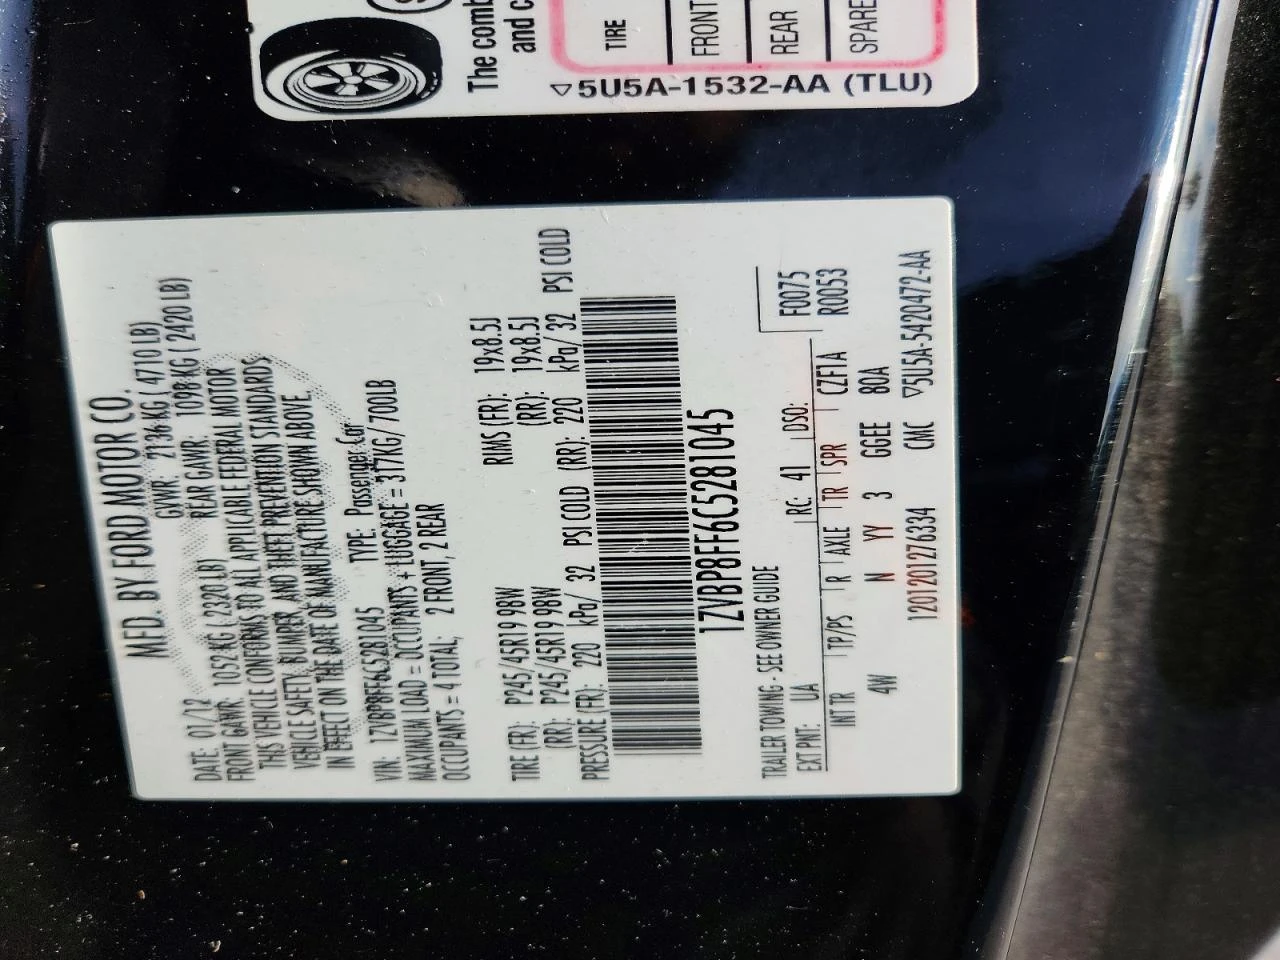 The comb
and c
TIRE
FRONT
REAR
SPARE
▽5U5A-1532-AA (TLU)
MFD. BY FORD MOTOR CO.
DATE: 01/12 GVWR: 2136 KG ( 4710 LB)
FRONT GAWR: 1052 KG ( 2320 LB) REAR GAWR: 1098 KG ( 2420 LB)
THIS VEHICLE CONFORMS TO ALL APPLICABLE FEDERAL MOTOR
VEHICLE SAFETY, BUMPER, AND THEFT PREVENTION STANDARDS
IN EFFECT ON THE DATE OF MANUFACTURE SHOWN ABOVE.
VIN: 1ZVBP8FF6C5281045 TYPE: Passenger Car
MAXIMUM LOAD = OCCUPANTS + LUGGAGE = 317KG/ 700LB
OCCUPANTS = 4 TOTAL; 2 FRONT, 2 REAR
TIRE (FR): P245/45R19 98W RIMS (FR): 19x8.5J
(RR): P245/45R19 98W (RR): 19x8.5J
PRESSURE (FR): 220 kPa/ 32 PSI COLD (RR): 220 kPa/ 32 PSI COLD
1ZVBP8FF6C5281045
TRAILER TOWING - SEE OWNER GUIDE F0075
EXT PNT: UA RC: 41 DSO: R0053
INT TR TP/PS R AXLE TR SPR CZF1A
4W N YY 3 GGEE 80A
1201201276334 CMC ▽5U5A-5420472-AA